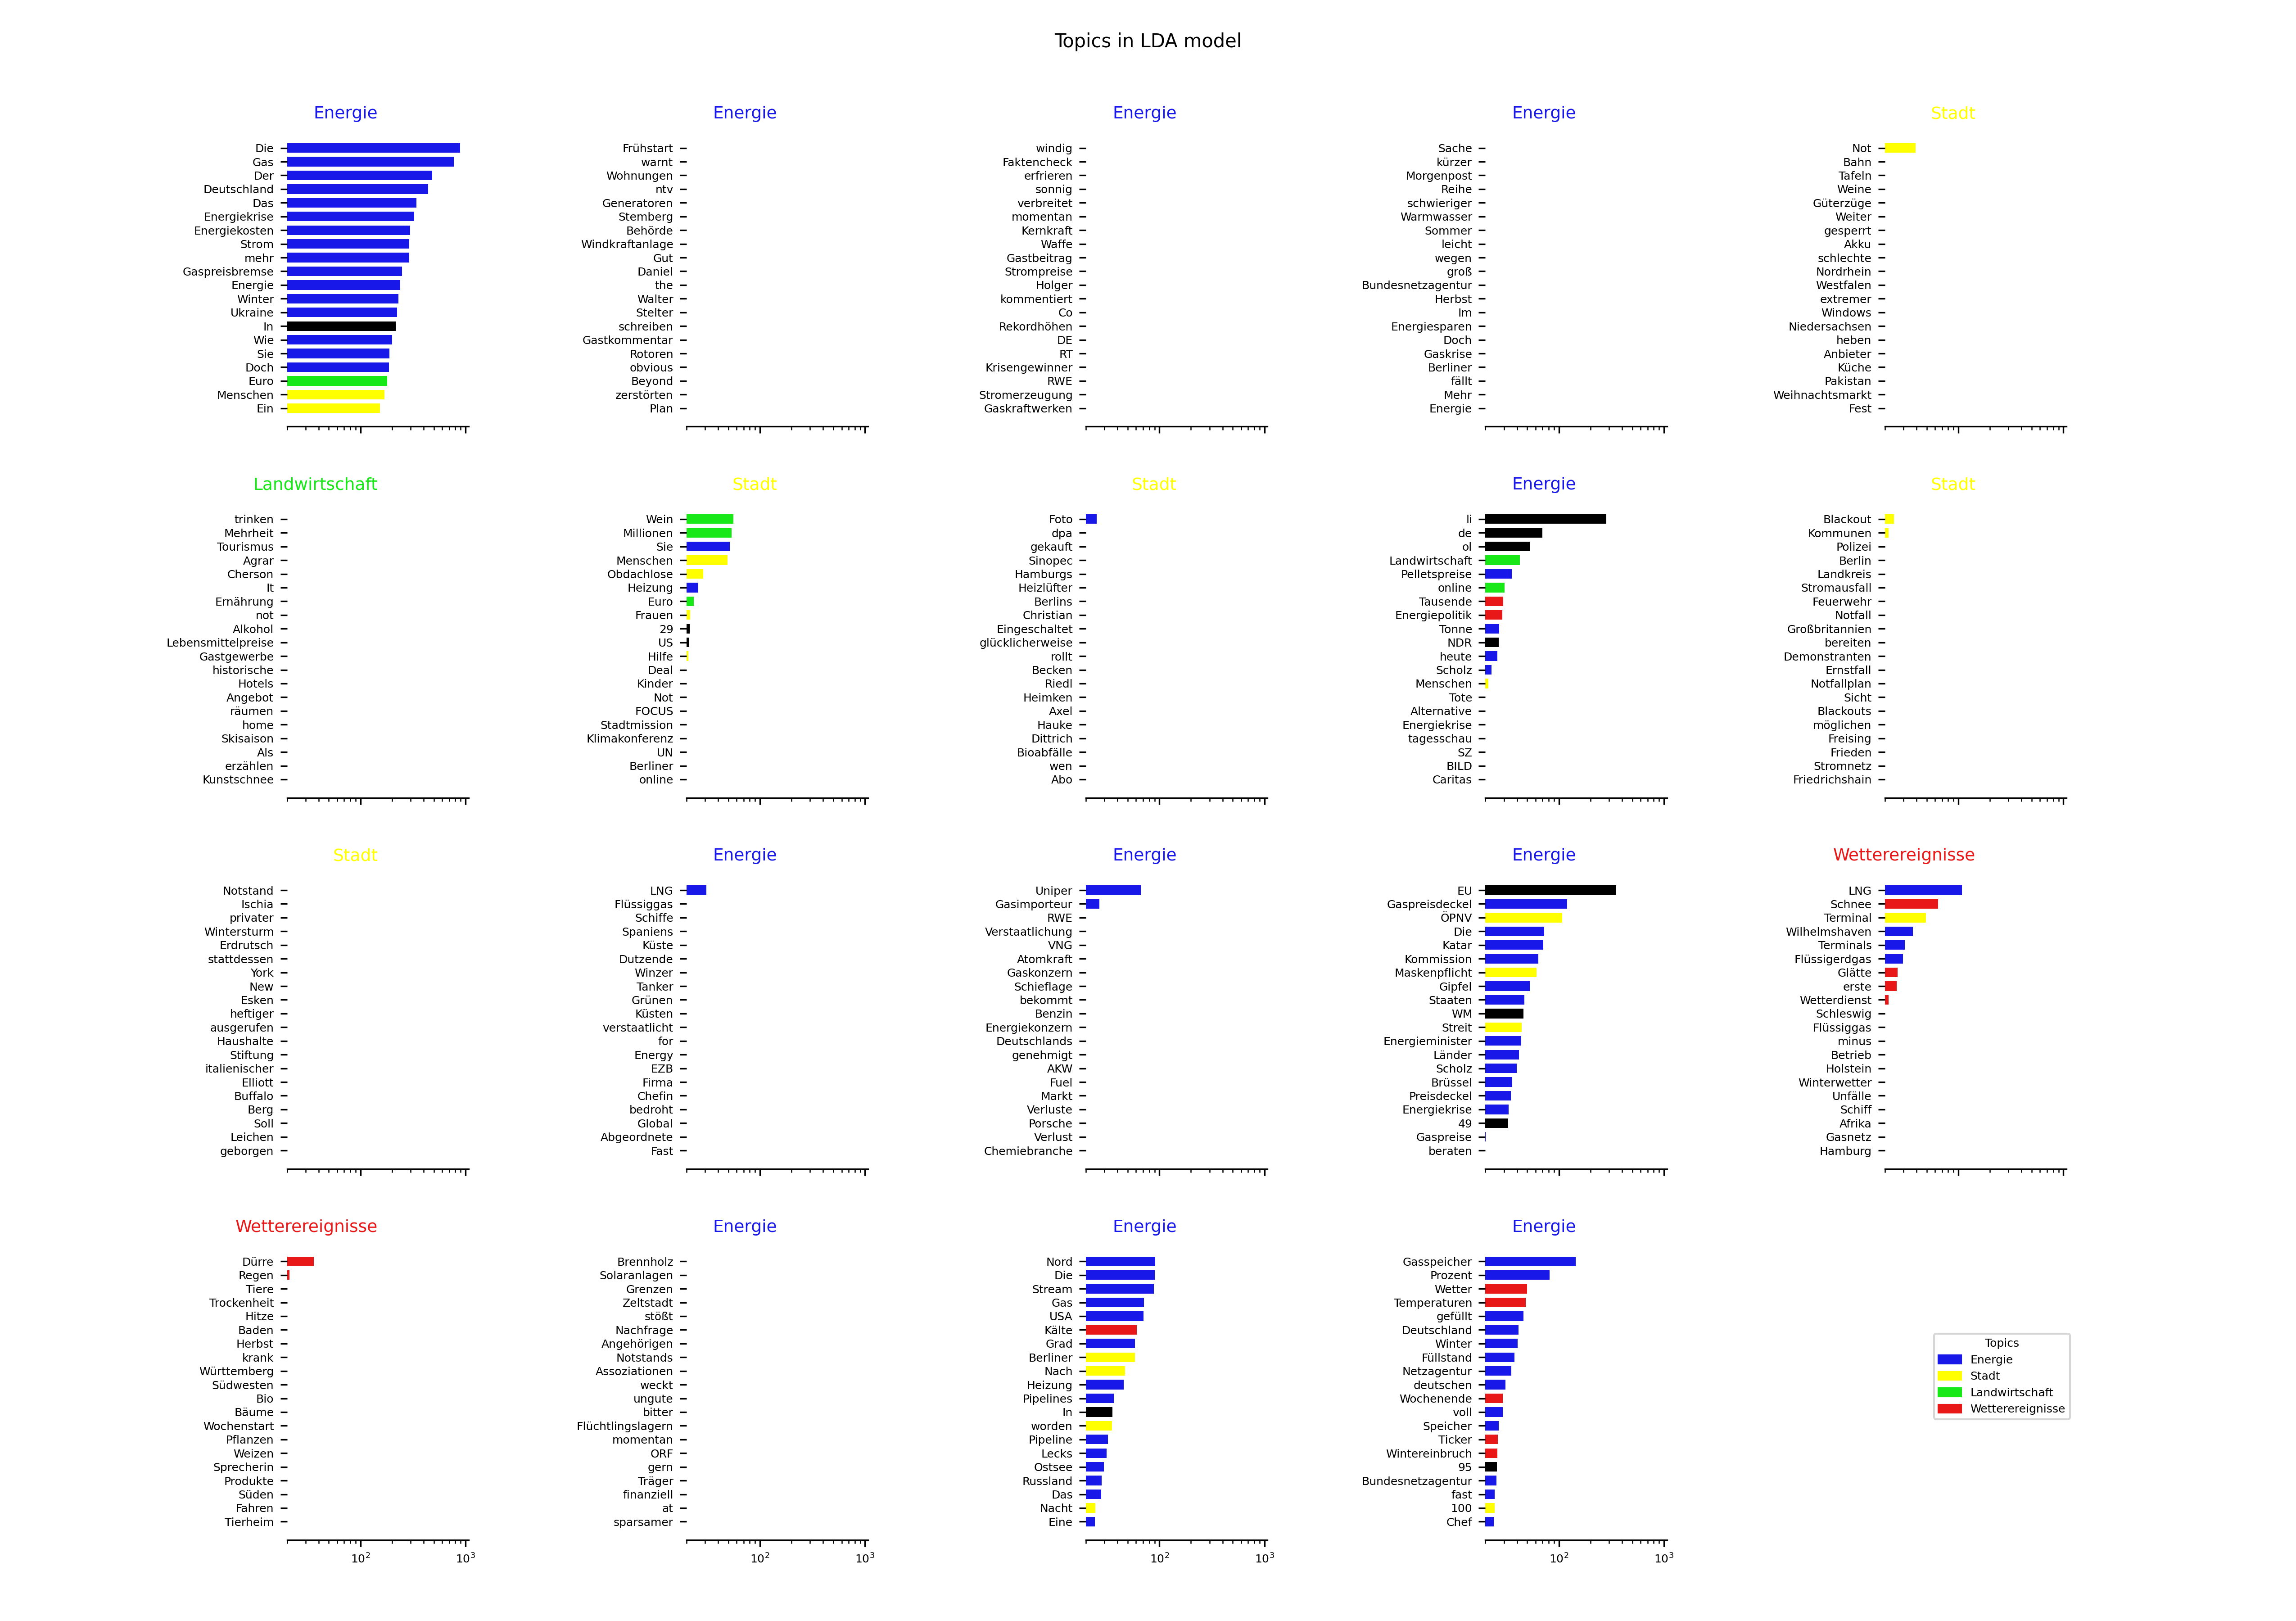 Topics in LDA model
Energie
Die
Gas
Der
Deutschland
Das
Energiekrise
Energiekosten
Strom
mehr
Gaspreisbremse
Energie
Winter
Ukraine
In
Wie
Sie
Doch
Euro
Menschen
Ein
Energie
Frühstart
warnt
Wohnungen
ntv
Generatoren
Stemberg
Behörde
Windkraftanlage
Gut
Daniel
the
Walter
Stelter
schreiben
Gastkommentar
Rotoren
obvious
Beyond
zerstörten
Plan
Energie
windig
Faktencheck
erfrieren
sonnig
verbreitet
momentan
Kernkraft
Waffe
Gastbeitrag
Strompreise
Holger
kommentiert
Co
Rekordhöhen
DE
RT
Krisengewinner
RWE
Stromerzeugung
Gaskraftwerken
Energie
Sache
kürzer
Morgenpost
Reihe
schwieriger
Warmwasser
Sommer
leicht
wegen
groß
Bundesnetzagentur
Herbst
Im
Energiesparen
Doch
Gaskrise
Berliner
fällt
Mehr
Energie
Stadt
Not
Bahn
Tafeln
Weine
Güterzüge
Weiter
gesperrt
Akku
schlechte
Nordrhein
Westfalen
extremer
Windows
Niedersachsen
heben
Anbieter
Küche
Pakistan
Weihnachtsmarkt
Fest
Landwirtschaft
trinken
Mehrheit
Tourismus
Agrar
Cherson
It
Ernährung
not
Alkohol
Lebensmittelpreise
Gastgewerbe
historische
Hotels
Angebot
räumen
home
Skisaison
Als
erzählen
Kunstschnee
Stadt
Wein
Millionen
Sie
Menschen
Obdachlose
Heizung
Euro
Frauen
29
US
Hilfe
Deal
Kinder
Not
FOCUS
Stadtmission
Klimakonferenz
UN
Berliner
online
Stadt
Foto
dpa
gekauft
Sinopec
Hamburgs
Heizlüfter
Berlins
Christian
Eingeschaltet
glücklicherweise
rollt
Becken
Riedl
Heimken
Axel
Hauke
Dittrich
Bioabfälle
wen
Abo
Energie
li
de
ol
Landwirtschaft
Pelletspreise
online
Tausende
Energiepolitik
Tonne
NDR
heute
Scholz
Menschen
Tote
Alternative
Energiekrise
tagesschau
SZ
BILD
Caritas
Stadt
Blackout
Kommunen
Polizei
Berlin
Landkreis
Stromausfall
Feuerwehr
Notfall
Großbritannien
bereiten
Demonstranten
Ernstfall
Notfallplan
Sicht
Blackouts
möglichen
Freising
Frieden
Stromnetz
Friedrichshain
Stadt
Notstand
Ischia
privater
Wintersturm
Erdrutsch
stattdessen
York
New
Esken
heftiger
ausgerufen
Haushalte
Stiftung
italienischer
Elliott
Buffalo
Berg
Soll
Leichen
geborgen
Energie
LNG
Flüssiggas
Schiffe
Spaniens
Küste
Dutzende
Winzer
Tanker
Grünen
Küsten
verstaatlicht
for
Energy
EZB
Firma
Chefin
bedroht
Global
Abgeordnete
Fast
Energie
Uniper
Gasimporteur
RWE
Verstaatlichung
VNG
Atomkraft
Gaskonzern
Schieflage
bekommt
Benzin
Energiekonzern
Deutschlands
genehmigt
AKW
Fuel
Markt
Verluste
Porsche
Verlust
Chemiebranche
Energie
EU
Gaspreisdeckel
ÖPNV
Die
Katar
Kommission
Maskenpflicht
Gipfel
Staaten
WM
Streit
Energieminister
Länder
Scholz
Brüssel
Preisdeckel
Energiekrise
49
Gaspreise
beraten
Wetterereignisse
LNG
Schnee
Terminal
Wilhelmshaven
Terminals
Flüssigerdgas
Glätte
erste
Wetterdienst
Schleswig
Flüssiggas
minus
Betrieb
Holstein
Winterwetter
Unfälle
Schiff
Afrika
Gasnetz
Hamburg
Wetterereignisse
Dürre
Regen
Tiere
Trockenheit
Hitze
Baden
Herbst
krank
Württemberg
Südwesten
Bio
Bäume
Wochenstart
Pflanzen
Weizen
Sprecherin
Produkte
Süden
Fahren
Tierheim
10² 10³
Energie
Brennholz
Solaranlagen
Grenzen
Zeltstadt
stößt
Nachfrage
Angehörigen
Notstands
Assoziationen
weckt
ungute
bitter
Flüchtlingslagern
momentan
ORF
gern
Träger
finanziell
at
sparsamer
10² 10³
Energie
Nord
Die
Stream
Gas
USA
Kälte
Grad
Berliner
Nach
Heizung
Pipelines
In
worden
Pipeline
Lecks
Ostsee
Russland
Das
Nacht
Eine
10² 10³
Energie
Gasspeicher
Prozent
Wetter
Temperaturen
gefüllt
Deutschland
Winter
Füllstand
Netzagentur
deutschen
Wochenende
voll
Speicher
Ticker
Wintereinbruch
95
Bundesnetzagentur
fast
100
Chef
10² 10³
Topics
Energie
Stadt
Landwirtschaft
Wetterereignisse